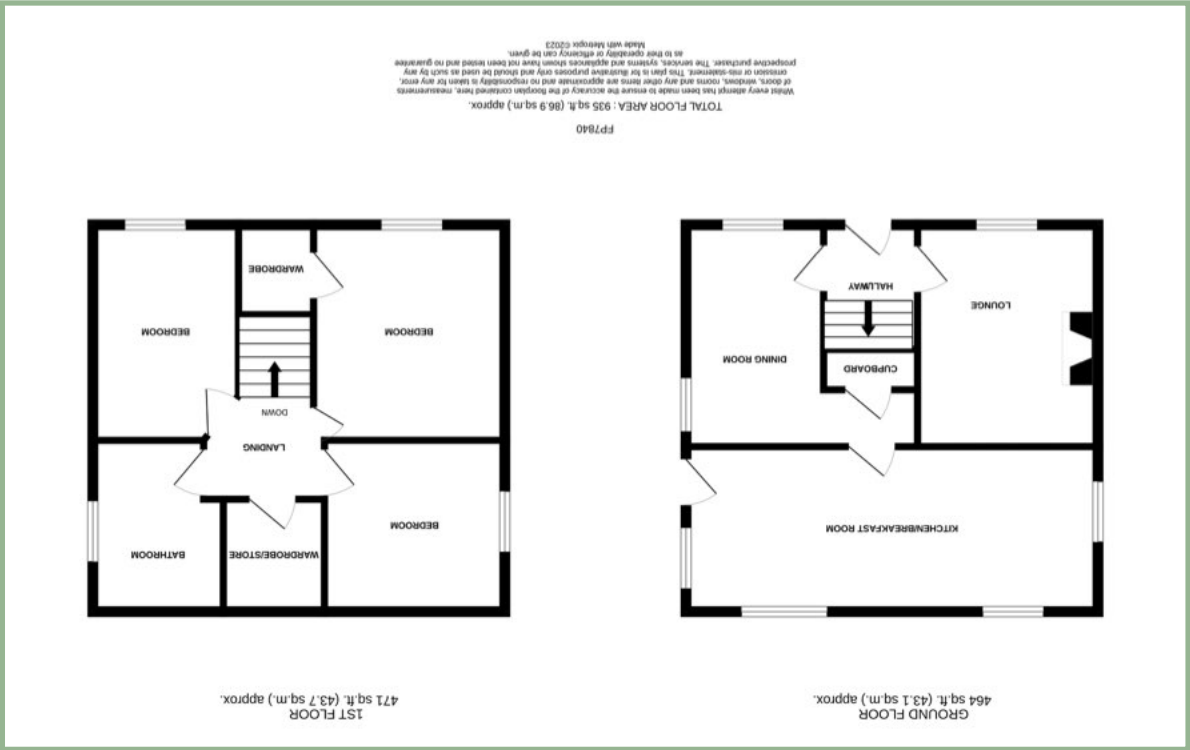 GROUND FLOOR
464 sq.ft. (43.1 sq.m.) approx.
1ST FLOOR
471 sq.ft. (43.7 sq.m.) approx.
KITCHEN/BREAKFAST ROOM
CUPBOARD
DINING ROOM
LOUNGE
HALLWAY
BEDROOM
WARDROBE/STORE
BATHROOM
LANDING
DOWN
BEDROOM
BEDROOM
WARDROBE
FP7840
TOTAL FLOOR AREA : 935 sq.ft. (86.9 sq.m.) approx.
Whilst every attempt has been made to ensure the accuracy of the floorplan contained here, measurements
of doors, windows, rooms and any other items are approximate and no responsibility is taken for any error,
omission or mis-statement. This plan is for illustrative purposes only and should be used as such by any
prospective purchaser. The services, systems and appliances shown have not been tested and no guarantee
as to their operability or efficiency can be given.
Made with Metropix ©2023